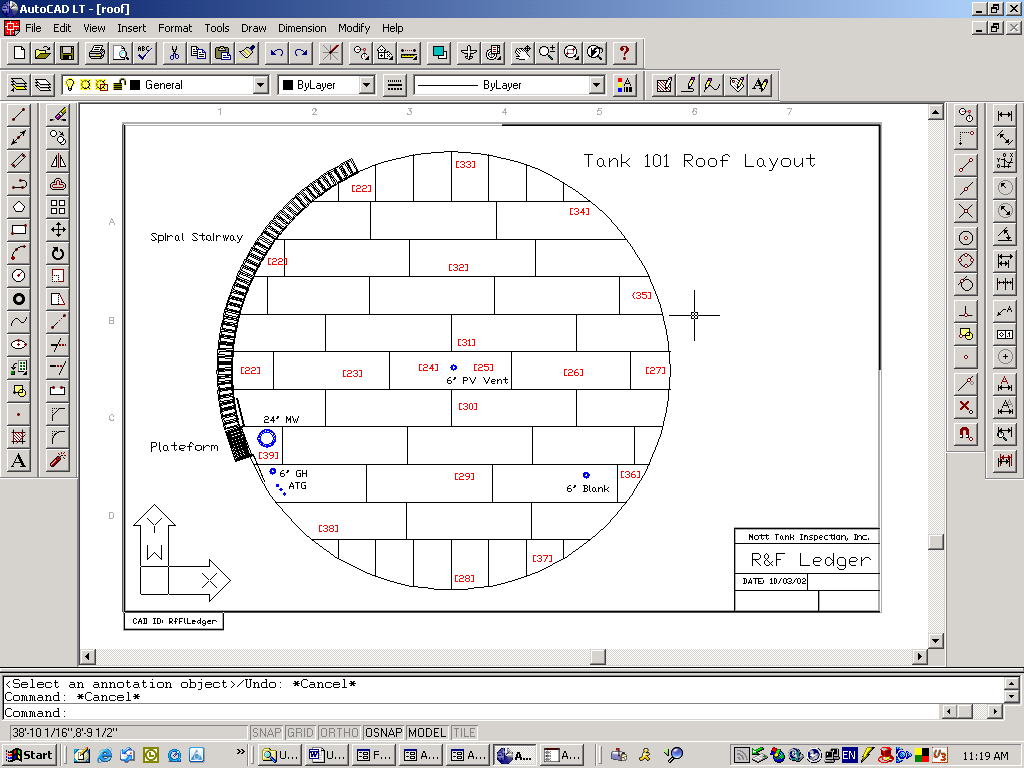 AutoCAD LT - [roof]
File Edit View Insert Format Tools Draw Dimension Modify Help
ABC
?
General ByLayer ByLayer
1 2 3 4 5 6 7
Tank 101 Roof Layout
[33]
[22]
[34]
A
Spiral Stairway
[22] [32]
(35]
B
[31]
[22] [23] [24] [25] [26] [27]
6" PV Vent
[30]
C
24" MW
Plateform
[39]
6" GH [29] [36]
ATG 6" Blank
D
[38]
[37]
[28]
Y
W
X
Nott Tank Inspection, Inc.
R&F Ledger
DATE: 10/03/02
CAD ID: RfFlLedger
A
<Select an annotation object>/Undo: *Cancel*
Command: *Cancel*
Command:
38'-10 1/16",8'-9 1/2" SNAP GRID ORTHO OSNAP MODEL TILE
Start » U... U... F... A... A... A... A... EN 11:19 AM